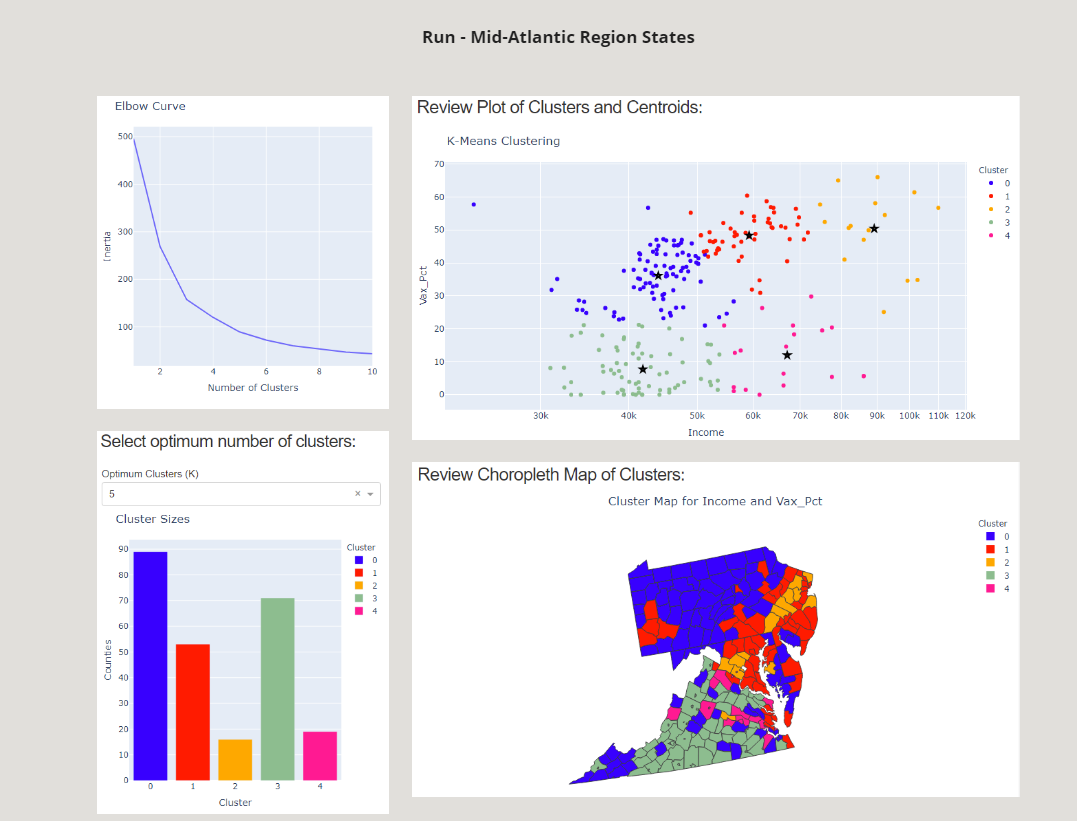 Run - Mid-Atlantic Region States
Elbow Curve
500
400
300
200
100
Inertia
2 4 6 8 10
Number of Clusters
Review Plot of Clusters and Centroids:
K-Means Clustering
70
60
50
40
30
20
10
0
Vax_Pct
30k 40k 50k 60k 70k 80k 90k 100k 110k 120k
Income
Cluster
0
1
2
3
4
Select optimum number of clusters:
Optimum Clusters (K)
5 ×
Cluster Sizes
90
80
70
60
50
40
30
20
10
0
Counties
0 1 2 3 4
Cluster
Cluster
0
1
2
3
4
Review Choropleth Map of Clusters:
Cluster Map for Income and Vax_Pct
Cluster
0
1
2
3
4